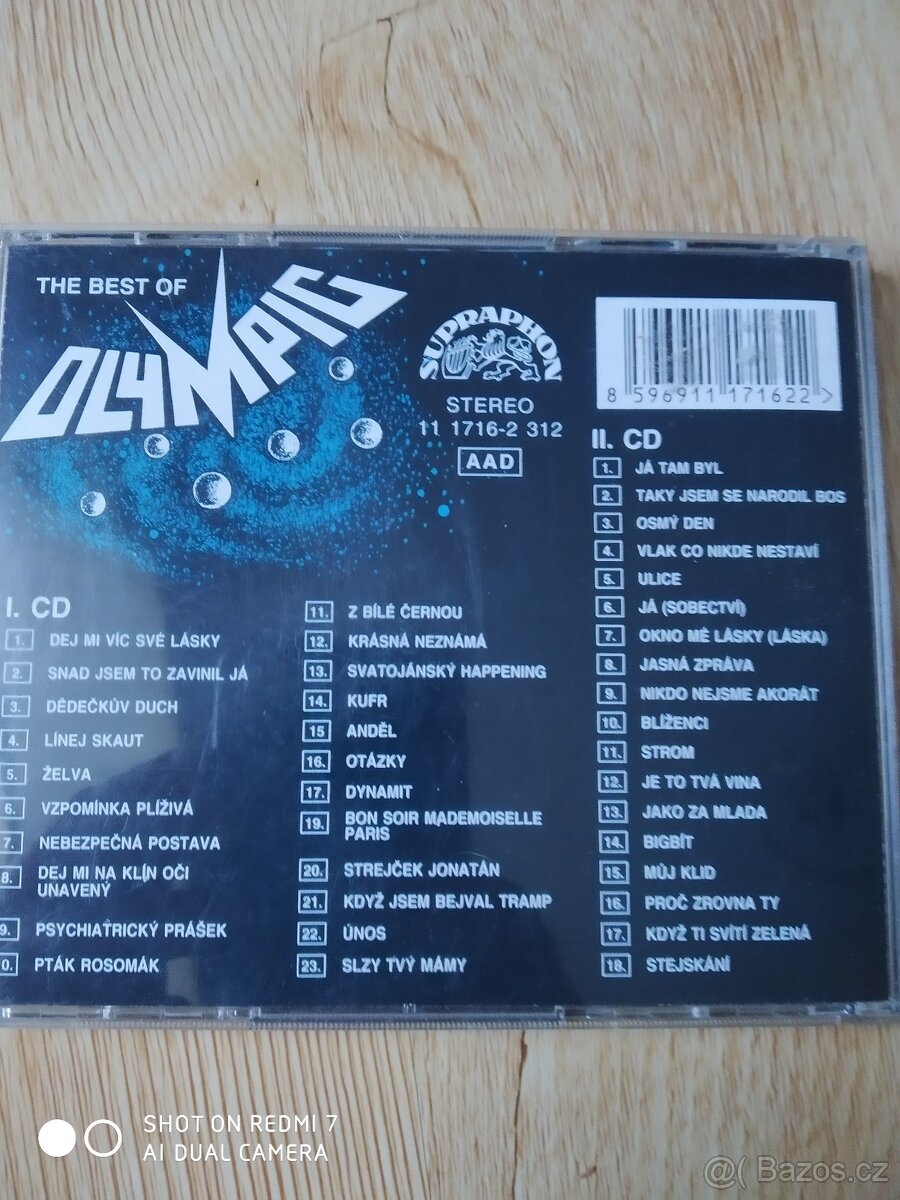 THE BEST OF
OLYMPIC
SUPRAPHON
STEREO
11 1716-2 312
AAD
8 596911 171622 >
I. CD
1. DEJ MI VÍC SVÉ LÁSKY
2. SNAD JSEM TO ZAVINIL JÁ
3. DĚDEČKŮV DUCH
4. LÍNEJ SKAUT
5. ŽELVA
6. VZPOMÍNKA PLÍŽIVÁ
7. NEBEZPEČNÁ POSTAVA
8. DEJ MI NA KLÍN OČI
UNAVENÝ
9. PSYCHIATRICKÝ PRÁŠEK
0. PTÁK ROSOMÁK
11. Z BÍLÉ ČERNOU
12. KRÁSNÁ NEZNÁMÁ
13. SVATOJÁNSKÝ HAPPENING
14. KUFR
15 ANDĚL
16. OTÁZKY
17. DYNAMIT
19. BON SOIR MADEMOISELLE
PARIS
20. STREJČEK JONATÁN
21. KDYŽ JSEM BEJVAL TRAMP
22. ÚNOS
23. SLZY TVÝ MÁMY
II. CD
1. JÁ TAM BYL
2. TAKY JSEM SE NARODIL BOS
3. OSMÝ DEN
4. VLAK CO NIKDE NESTAVÍ
5. ULICE
6. JÁ (SOBECTVÍ)
7. OKNO MÉ LÁSKY (LÁSKA)
8. JASNÁ ZPRÁVA
9. NIKDO NEJSME AKORÁT
10. BLÍŽENCI
11. STROM
12. JE TO TVÁ VINA
13. JAKO ZA MLADA
14. BIGBÍT
15. MŮJ KLID
16. PROČ ZROVNA TY
17. KDYŽ TI SVÍTÍ ZELENÁ
18. STEJSKÁNÍ
SHOT ON REDMI 7
AI DUAL CAMERA
@( Bazos.cz